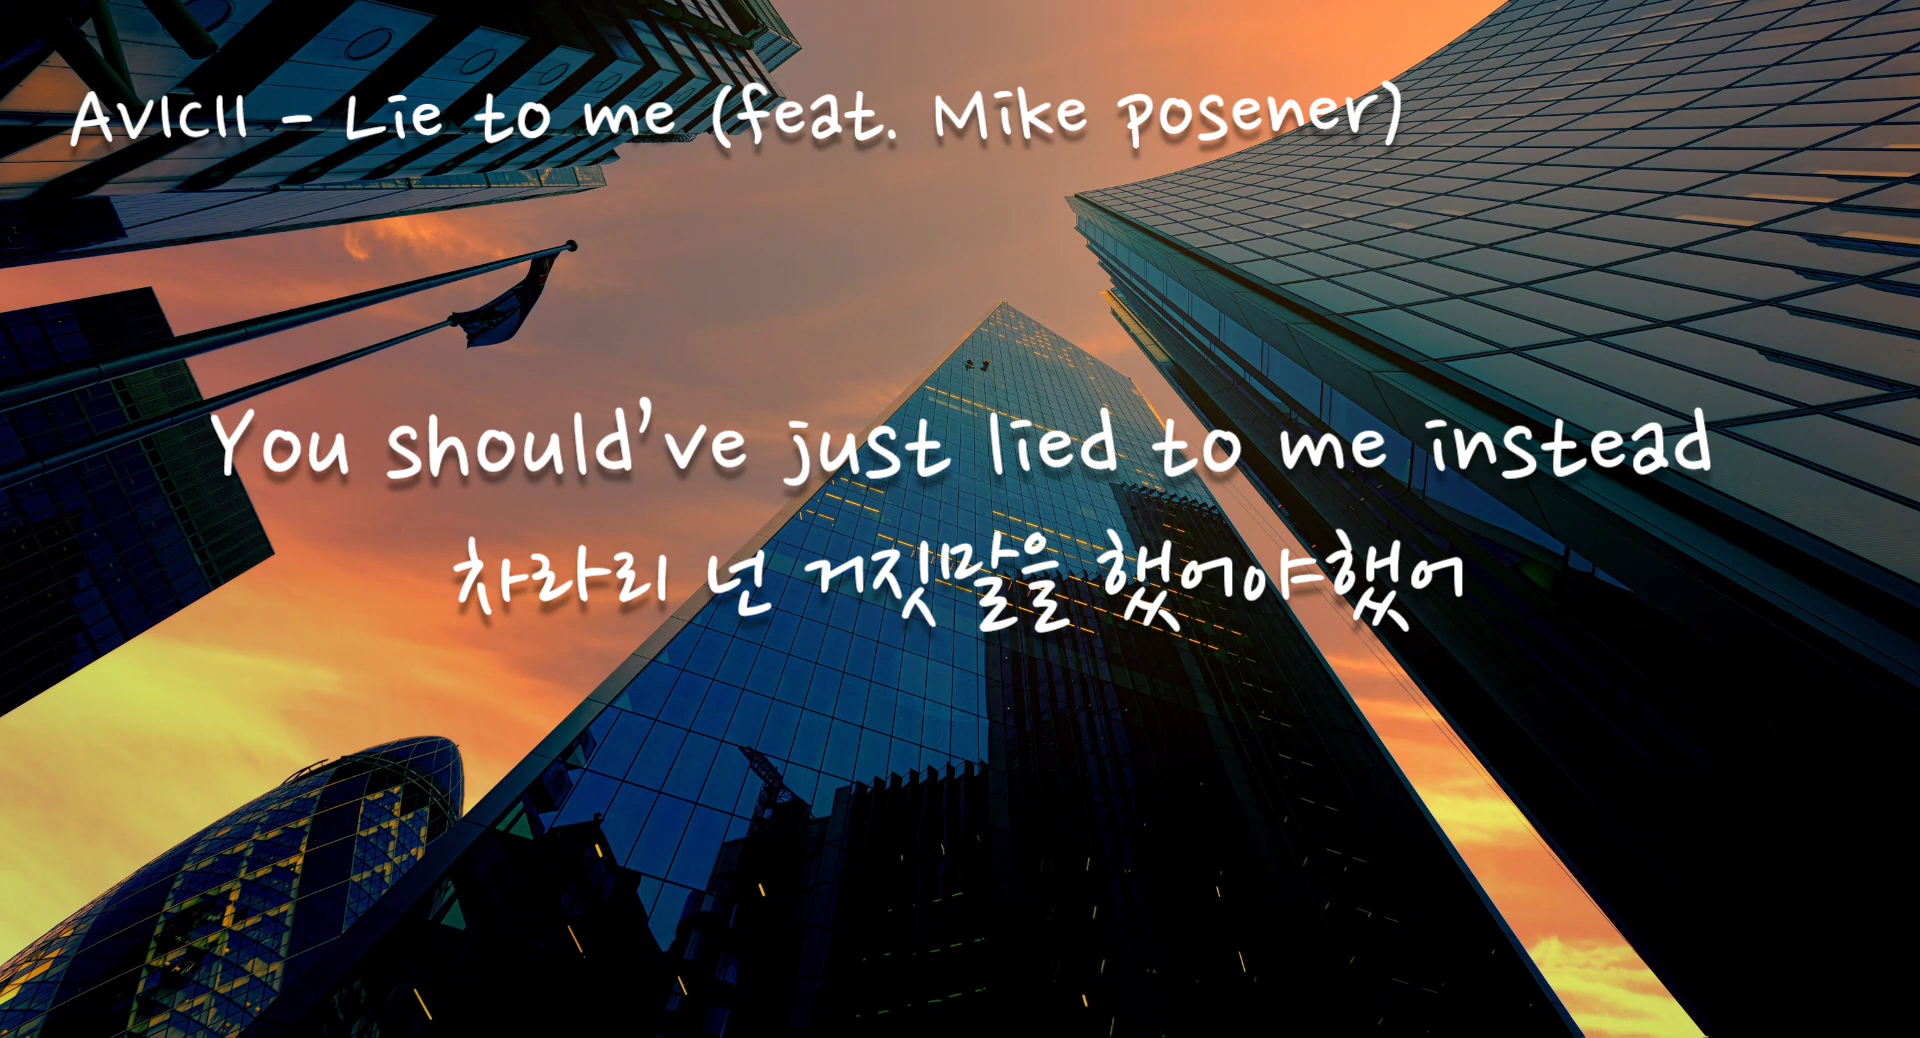 AVICII - Lie to me (feat. Mike Posener)
You should've just lied to me instead
차라리 넌 거짓말을 했어야했어